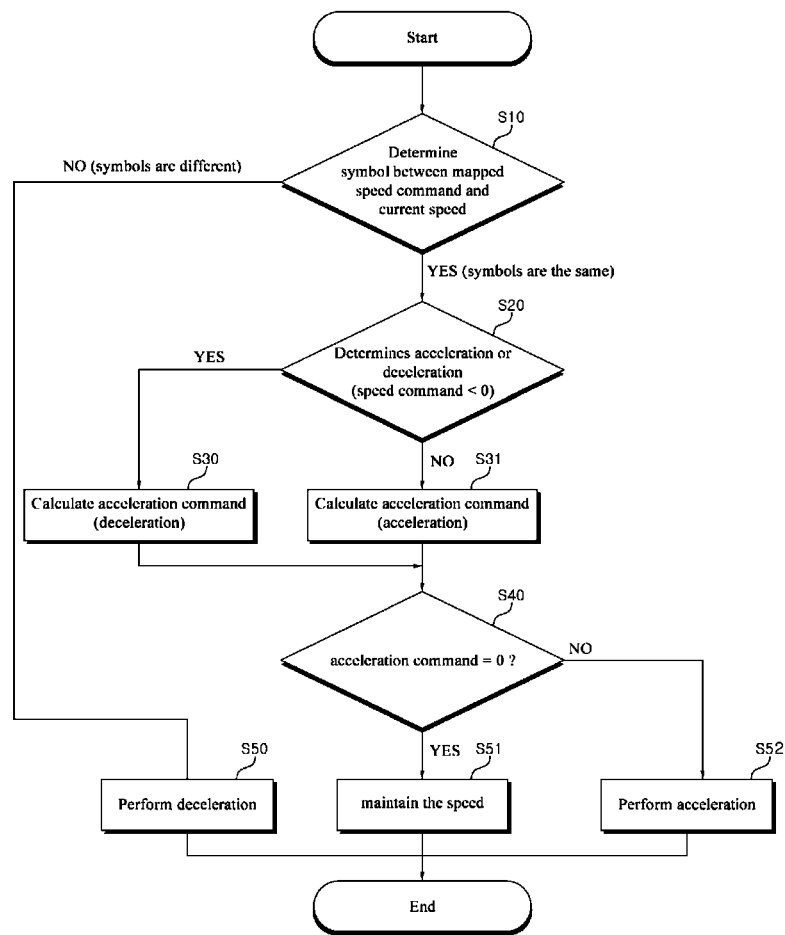 Start
S10
Determine
symbol between mapped
speed command and
current speed
NO (symbols are different)
YES (symbols are the same)
S20
Determines acceleration or
deceleration
(speed command < 0)
YES
NO
S30
Calculate acceleration command
(deceleration)
S31
Calculate acceleration command
(acceleration)
S40
acceleration command = 0 ?
NO
YES
S50
Perform deceleration
S51
maintain the speed
S52
Perform acceleration
End